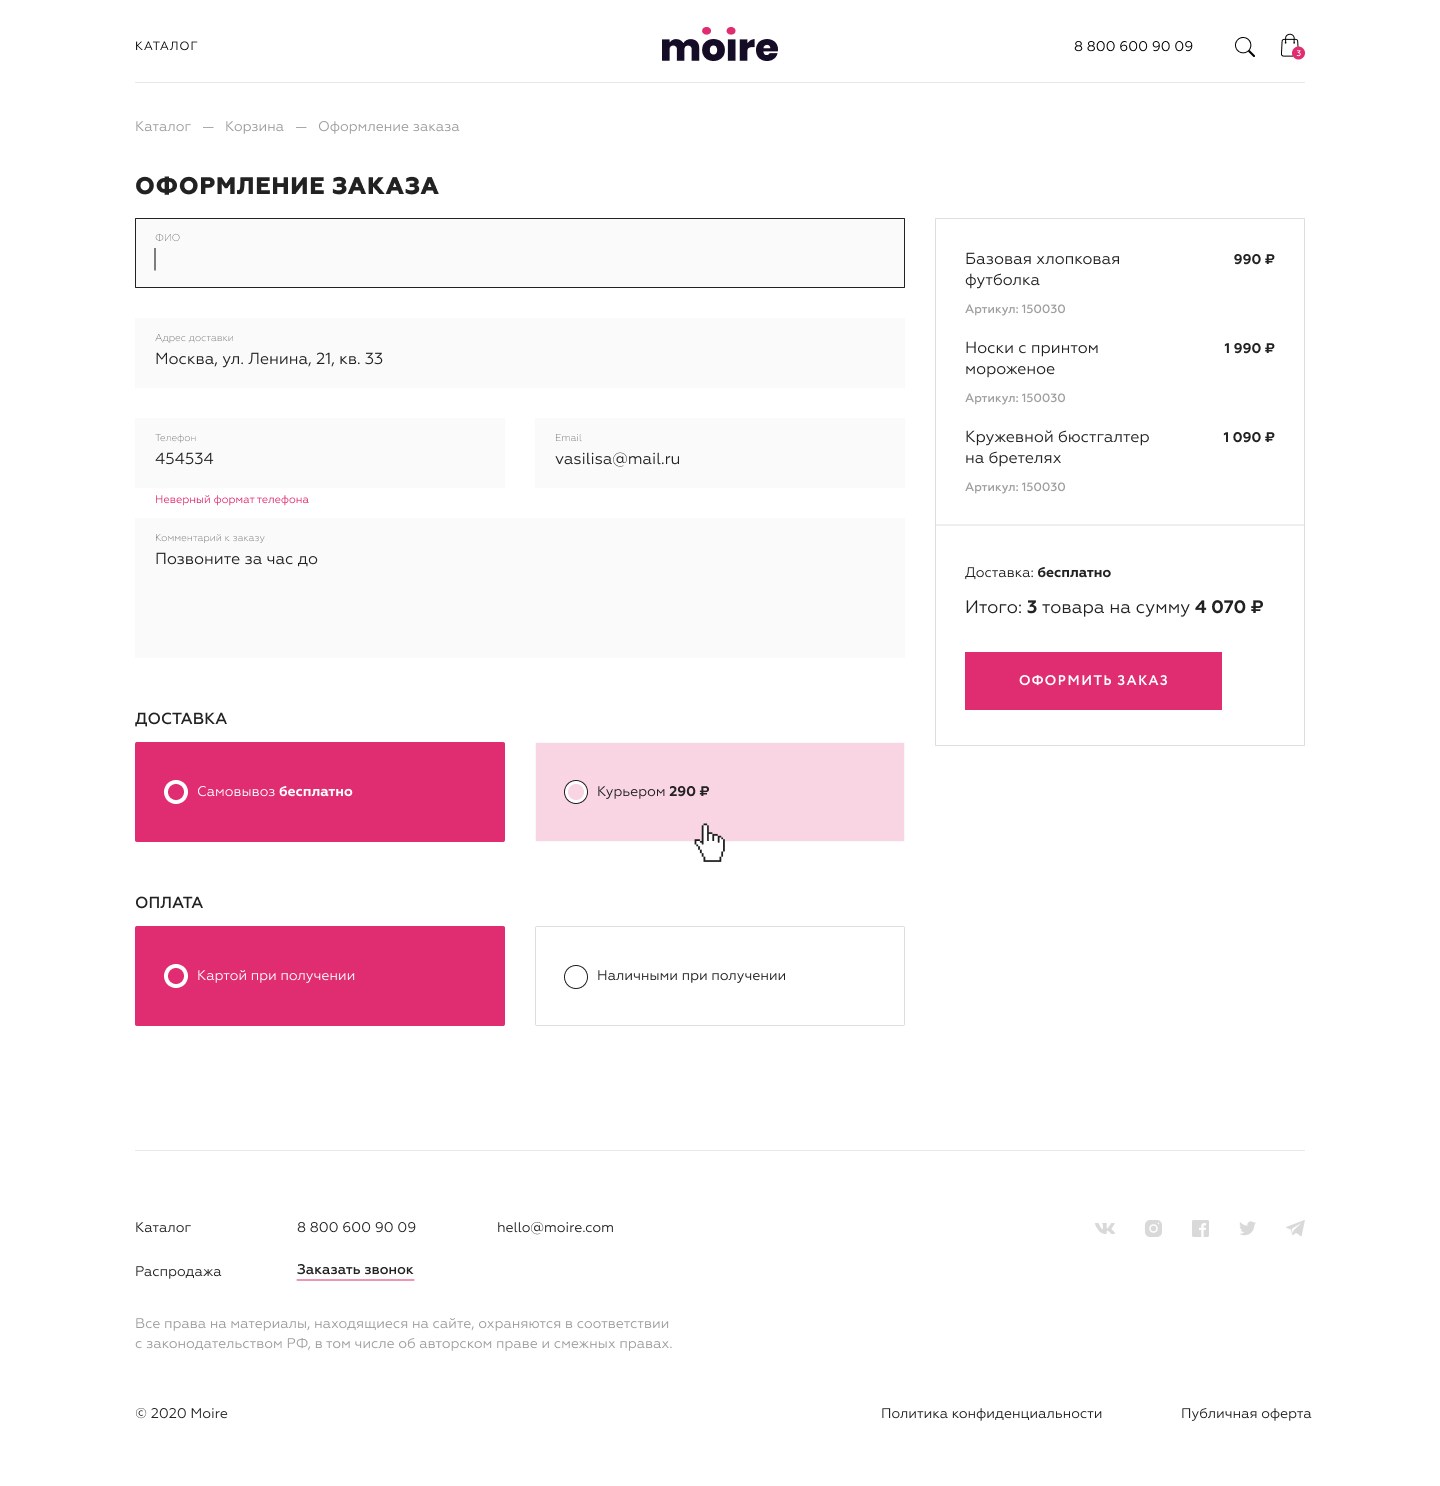 КАТАЛОГ
moire
8 800 600 90 09
3
Каталог — Корзина — Оформление заказа
ОФОРМЛЕНИЕ ЗАКАЗА
ФИО
Адрес доставки
Москва, ул. Ленина, 21, кв. 33
Телефон
454534
Неверный формат телефона
Email
vasilisa@mail.ru
Комментарий к заказу
Позвоните за час до
ДОСТАВКА
Самовывоз бесплатно
Курьером 290 ₽
ОПЛАТА
Картой при получении
Наличными при получении
Базовая хлопковая
футболка
990 ₽
Артикул: 150030
Носки с принтом
мороженое
1 990 ₽
Артикул: 150030
Кружевной бюстгалтер
на бретелях
1 090 ₽
Артикул: 150030
Доставка: бесплатно
Итого: 3 товара на сумму 4 070 ₽
ОФОРМИТЬ ЗАКАЗ
Каталог
8 800 600 90 09
hello@moire.com
Распродажа
Заказать звонок
Все права на материалы, находящиеся на сайте, охраняются в соответствии
с законодательством РФ, в том числе об авторском праве и смежных правах.
© 2020 Moire
Политика конфиденциальности
Публичная оферта